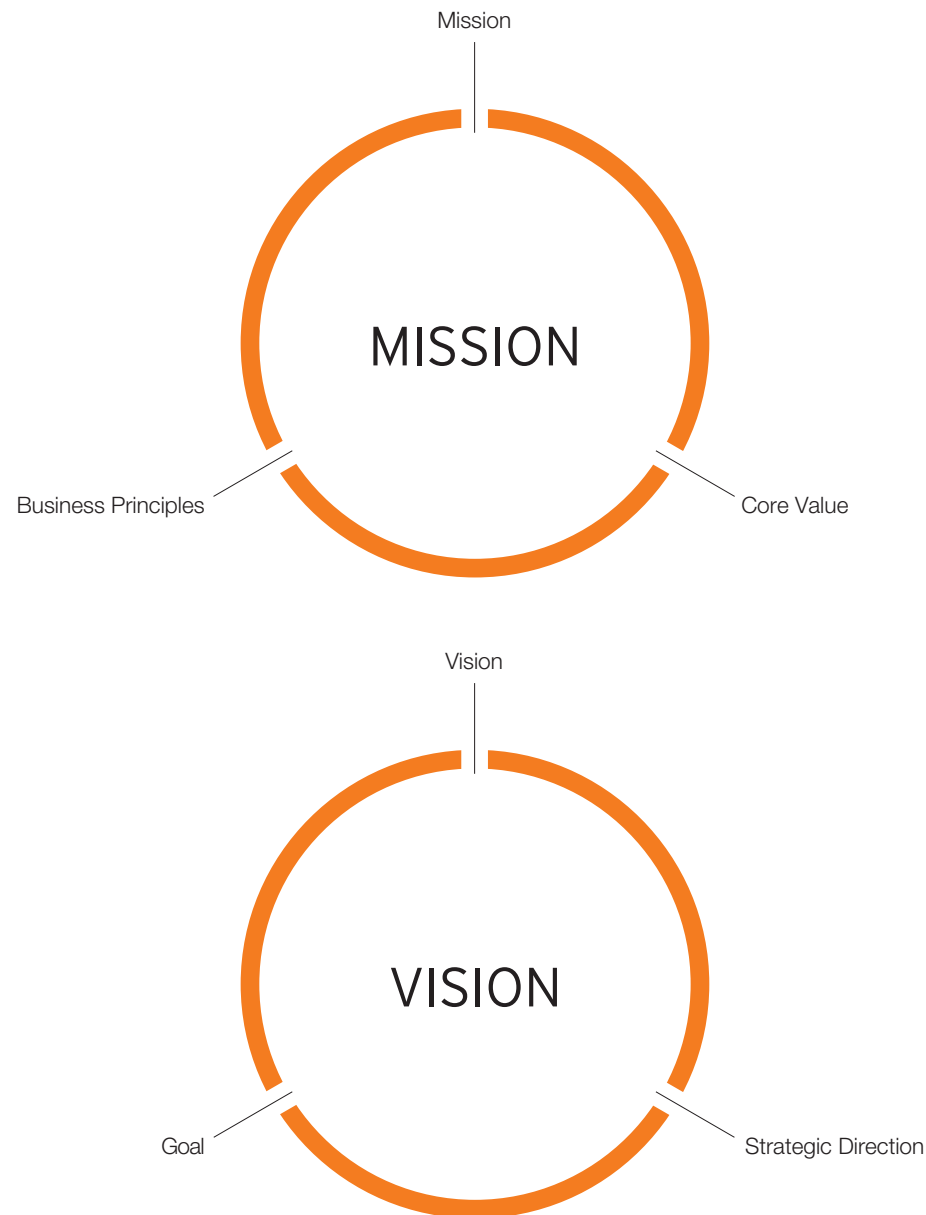 Mission
MISSION
Business Principles
Core Value
Vision
VISION
Goal
Strategic Direction